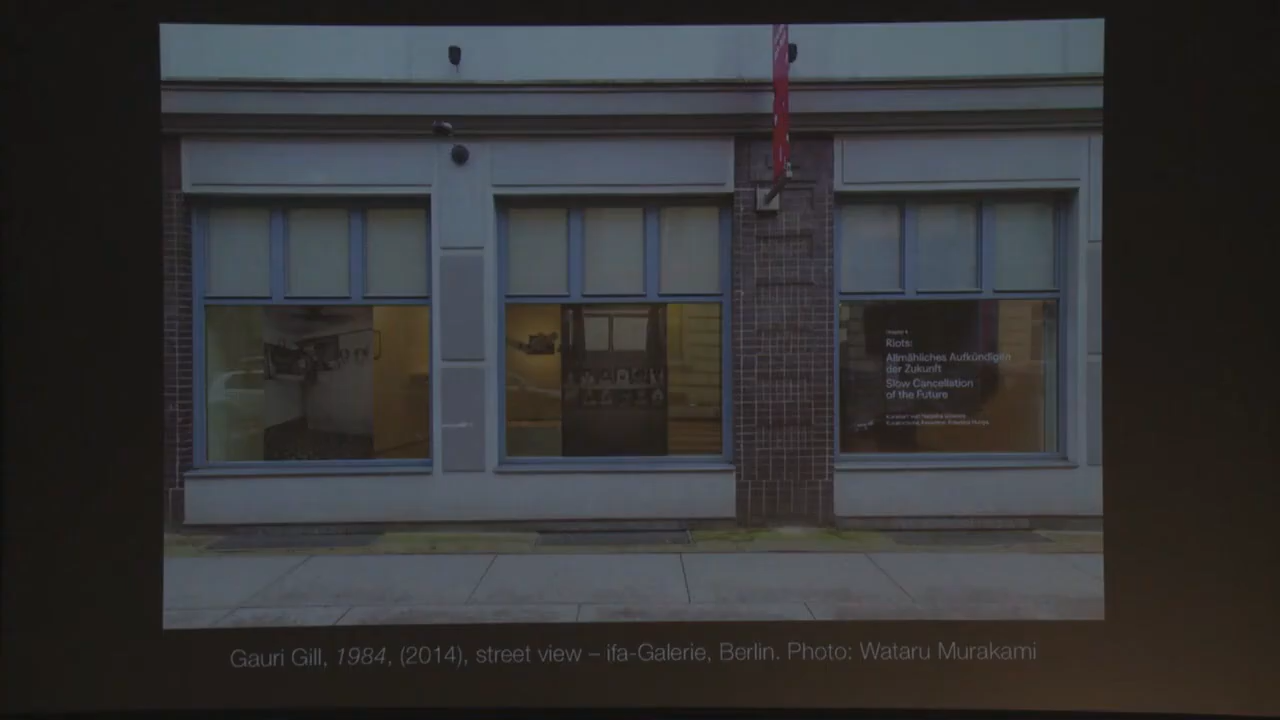 Riots:
Allmähliches Aufkündigen
der Zukunft
Slow Cancellation
of the Future
Gauri Gill, 1984, (2014), street view – ifa-Galerie, Berlin. Photo: Wataru Murakami